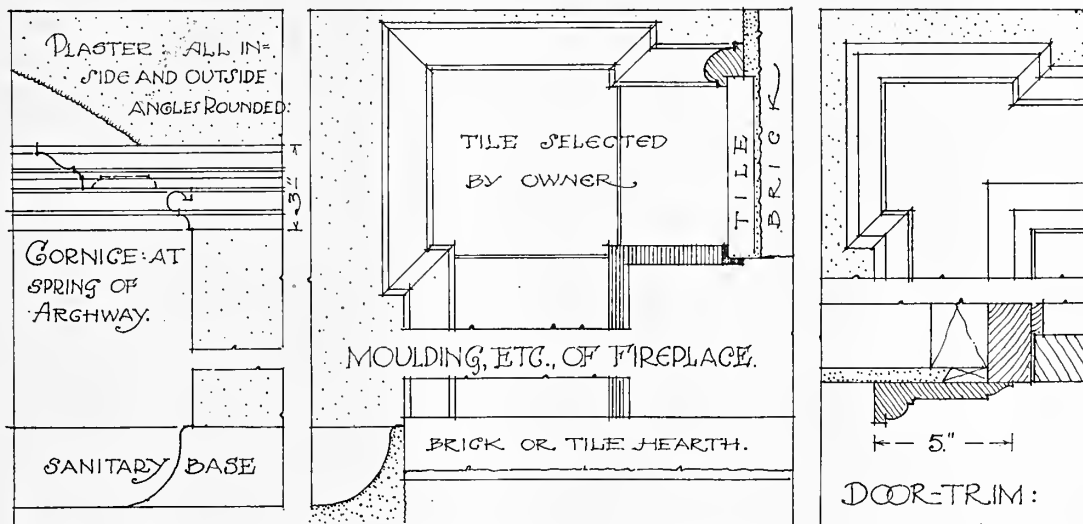 PLASTER: ALL IN=
SIDE AND OUTSIDE
ANGLES ROUNDED:
3"
CORNICE: AT
SPRING OF
ARCHWAY.
SANITARY BASE
TILE SELECTED
BY OWNER
TILE
BRICK
MOULDING, ETC., OF FIREPLACE.
BRICK OR TILE HEARTH.
5"
DOOR=TRIM: